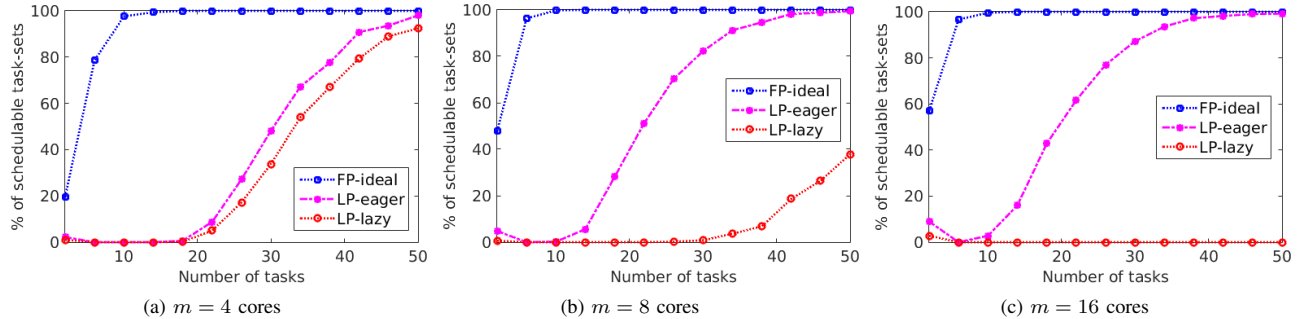 % of schedulable task-sets
100
80
60
40
20
0
10
20
30
40
50
Number of tasks
FP-ideal
LP-eager
LP-lazy
(a) m = 4 cores
% of schedulable task-sets
100
80
60
40
20
0
10
20
30
40
50
Number of tasks
FP-ideal
LP-eager
LP-lazy
(b) m = 8 cores
% of schedulable task-sets
100
80
60
40
20
0
10
20
30
40
50
Number of tasks
FP-ideal
LP-eager
LP-lazy
(c) m = 16 cores